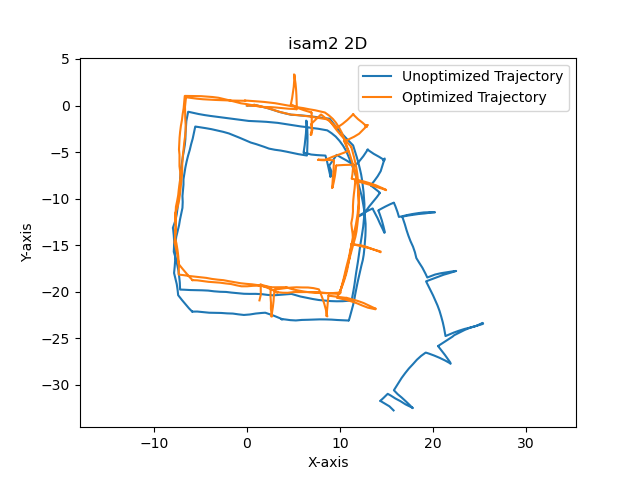 isam2 2D
Unoptimized Trajectory
Optimized Trajectory
5
0
−5
−10
−15
−20
−25
−30
Y-axis
−10
0
10
20
30
X-axis